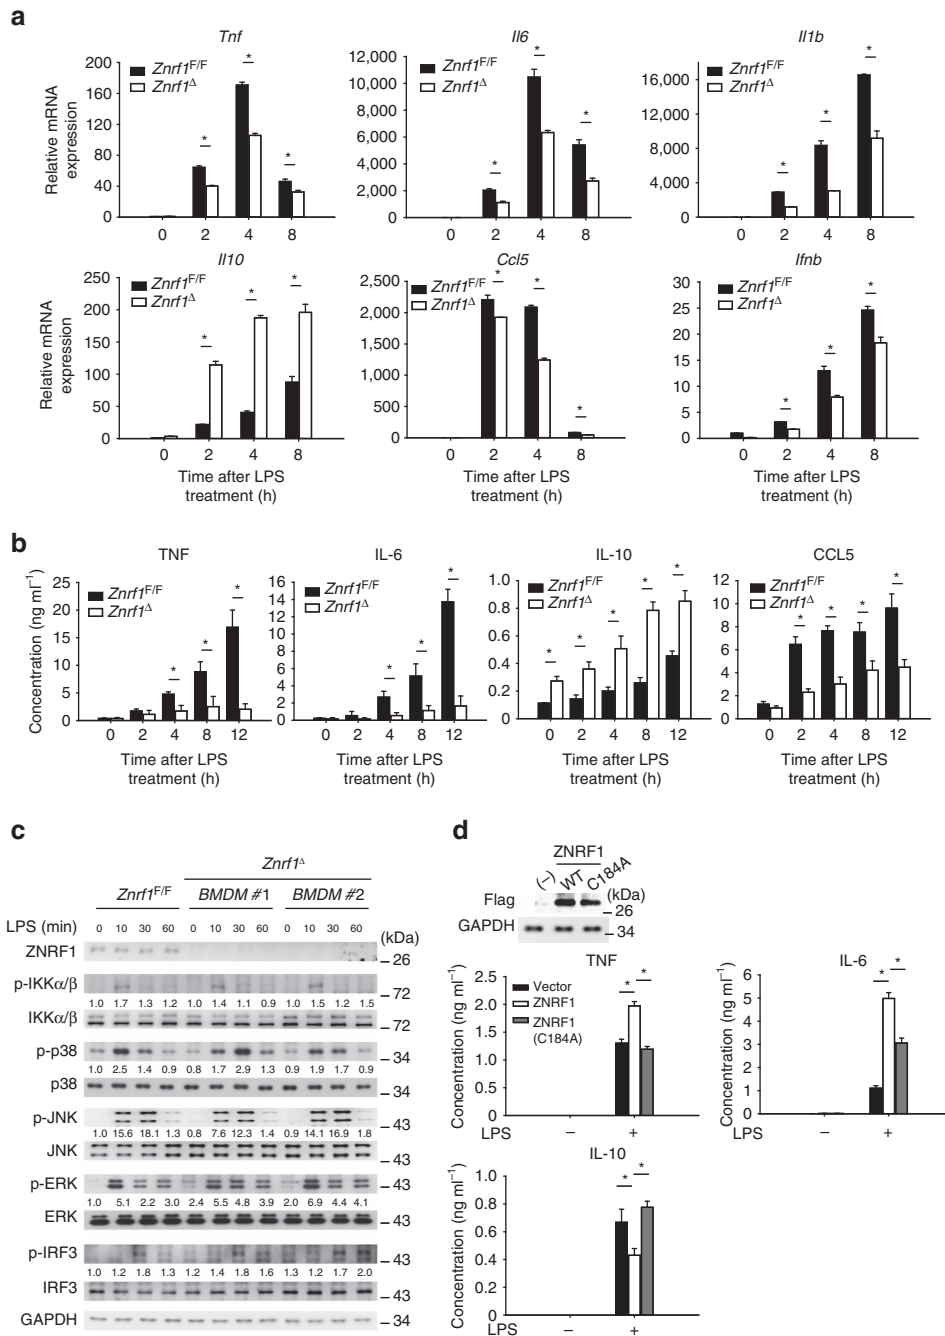 a
Tnf
Il6
Il1b
Relative mRNA
expression
200
160
120
80
40
0
Znrf1F/F
Znrf1Δ
*
*
*
0 2 4 8
12,000
10,000
8,000
6,000
4,000
2,000
0
Znrf1F/F
Znrf1Δ
*
*
*
0 2 4 8
16,000
12,000
8,000
4,000
0
Znrf1F/F
Znrf1Δ
*
*
*
0 2 4 8
Il10
Ccl5
Ifnb
Relative mRNA
expression
250
200
150
100
50
0
Znrf1F/F
Znrf1Δ
*
*
*
0 2 4 8
Time after LPS
treatment (h)
2,500
2,000
1,500
1,000
500
0
Znrf1F/F
Znrf1Δ
*
*
*
0 2 4 8
Time after LPS
treatment (h)
30
25
20
15
10
5
0
Znrf1F/F
Znrf1Δ
*
*
*
0 2 4 8
Time after LPS
treatment (h)
b
TNF
IL-6
IL-10
CCL5
Concentration (ng ml−1)
25
20
15
10
5
0
Znrf1F/F
Znrf1Δ
*
*
*
0 2 4 8 12
Time after LPS
treatment (h)
16
14
12
10
8
6
4
2
0
Znrf1F/F
Znrf1Δ
*
*
*
0 2 4 8 12
Time after LPS
treatment (h)
1.0
0.8
0.6
0.4
0.2
0
Znrf1F/F
Znrf1Δ
*
*
*
*
*
0 2 4 8 12
Time after LPS
treatment (h)
12
10
8
6
4
2
0
Znrf1F/F
Znrf1Δ
*
*
*
*
0 2 4 8 12
Time after LPS
treatment (h)
c
Znrf1Δ
Znrf1F/F BMDM #1 BMDM #2
LPS (min) 0 10 30 60 0 10 30 60 0 10 30 60 (kDa)
ZNRF1 26
p-IKKα/β 72
1.0 1.7 1.3 1.2 1.0 1.4 1.1 0.9 1.0 1.5 1.2 1.5
IKKα/β 72
p-p38 34
1.0 2.5 1.4 0.9 0.8 1.7 2.9 1.3 0.9 1.9 1.7 0.9
p38 34
p-JNK 43
1.0 15.6 18.1 1.3 0.8 7.6 12.3 1.4 0.9 14.1 16.9 1.8
JNK 43
p-ERK 43
1.0 5.1 2.2 3.0 2.4 5.5 4.8 3.9 2.0 6.9 4.4 4.1
ERK 43
p-IRF3 43
1.0 1.2 1.8 1.3 1.2 1.4 1.8 1.6 1.3 1.2 1.7 2.0
IRF3 43
GAPDH 34
d
ZNRF1
(−) WT C184A (kDa)
Flag 26
GAPDH 34
TNF
Concentration (ng ml−1)
2.5
2.0
1.5
1.0
0.5
0
Vector
ZNRF1
ZNRF1
(C184A)
*
*
LPS − +
IL-6
Concentration (ng ml−1)
6
5
4
3
2
1
0
*
*
LPS − +
IL-10
Concentration (ng ml−1)
1.0
0.8
0.6
0.4
0.2
0
*
*
LPS − +